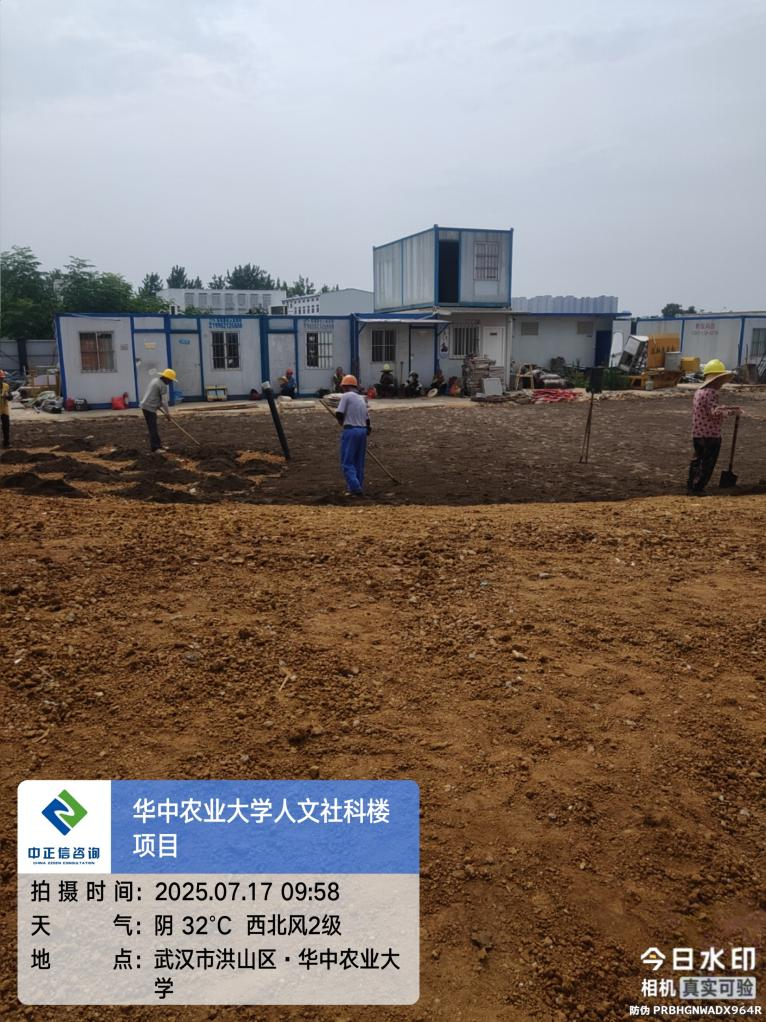 华中农业大学人文社科楼
项目
中正信咨询
CHINA ZZXIN CONSULTATION
拍摄时间: 2025.07.17 09:58
天气: 阴 32°C 西北风2级
地点: 武汉市洪山区·华中农业大
学
今日水印
相机 真实可验
防伪 PRBHGNWADX964R